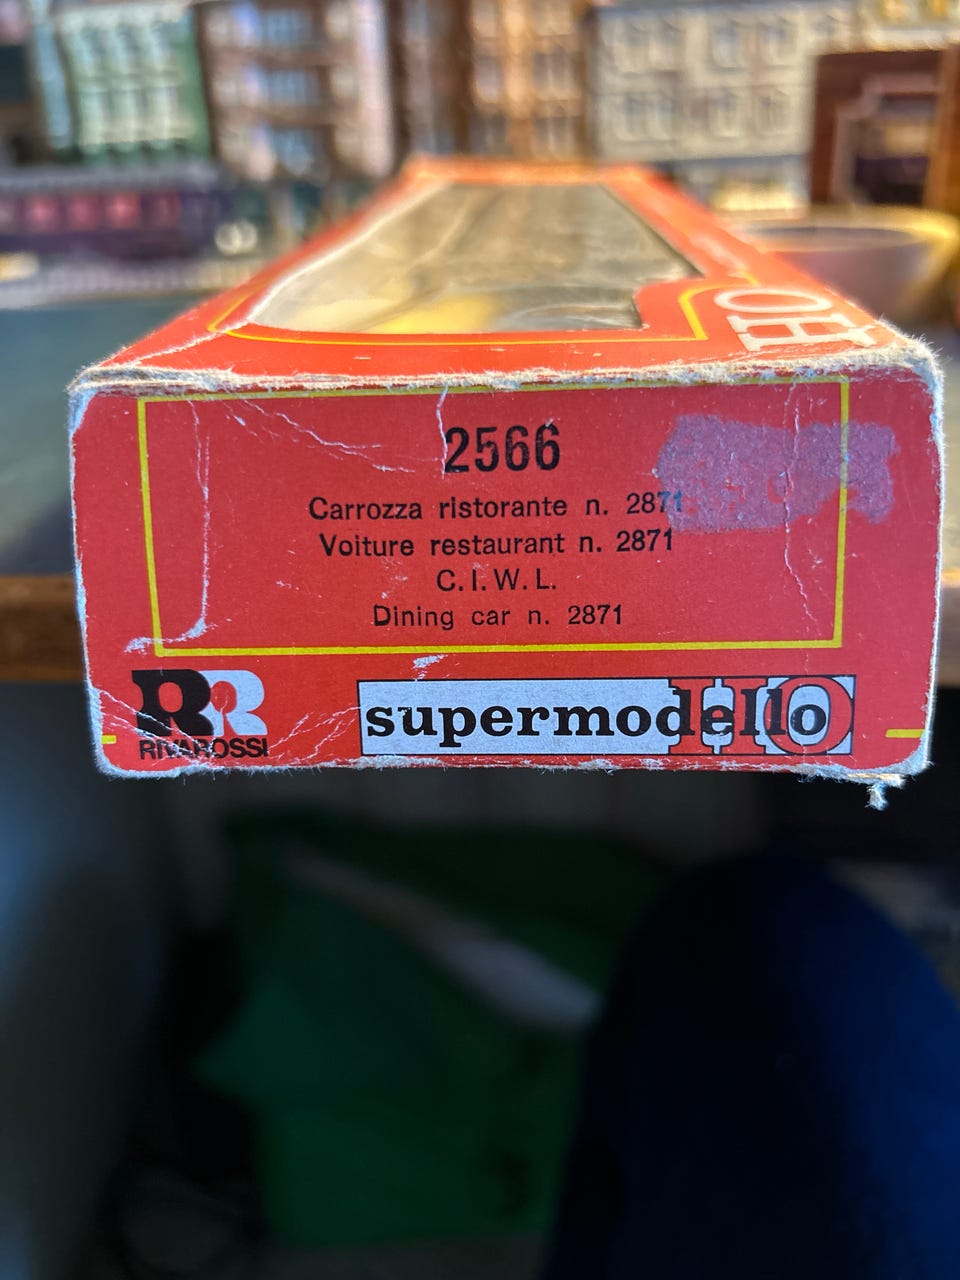 HO
2566
Carrozza ristorante n. 2871
Voiture restaurant n. 2871
C.I.W.L.
Dining car n. 2871
RR
RIVAROSSI
supermodello HO